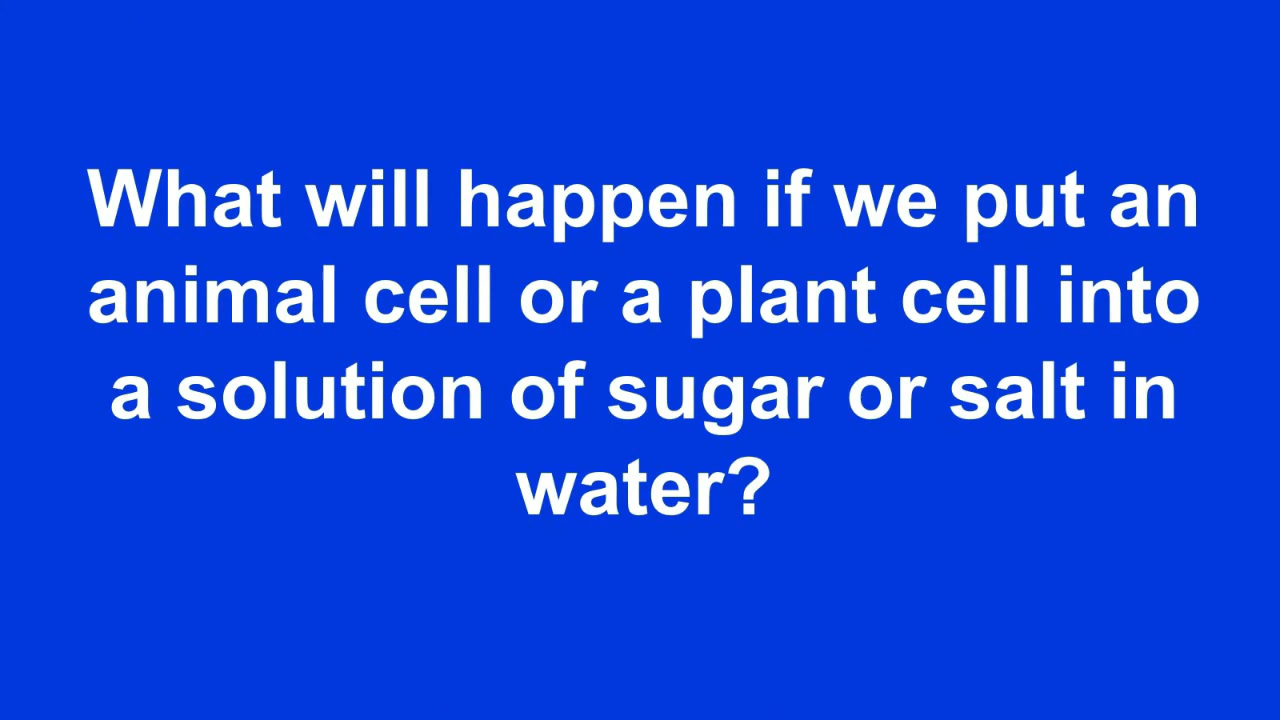 What will happen if we put an
animal cell or a plant cell into
a solution of sugar or salt in
water?